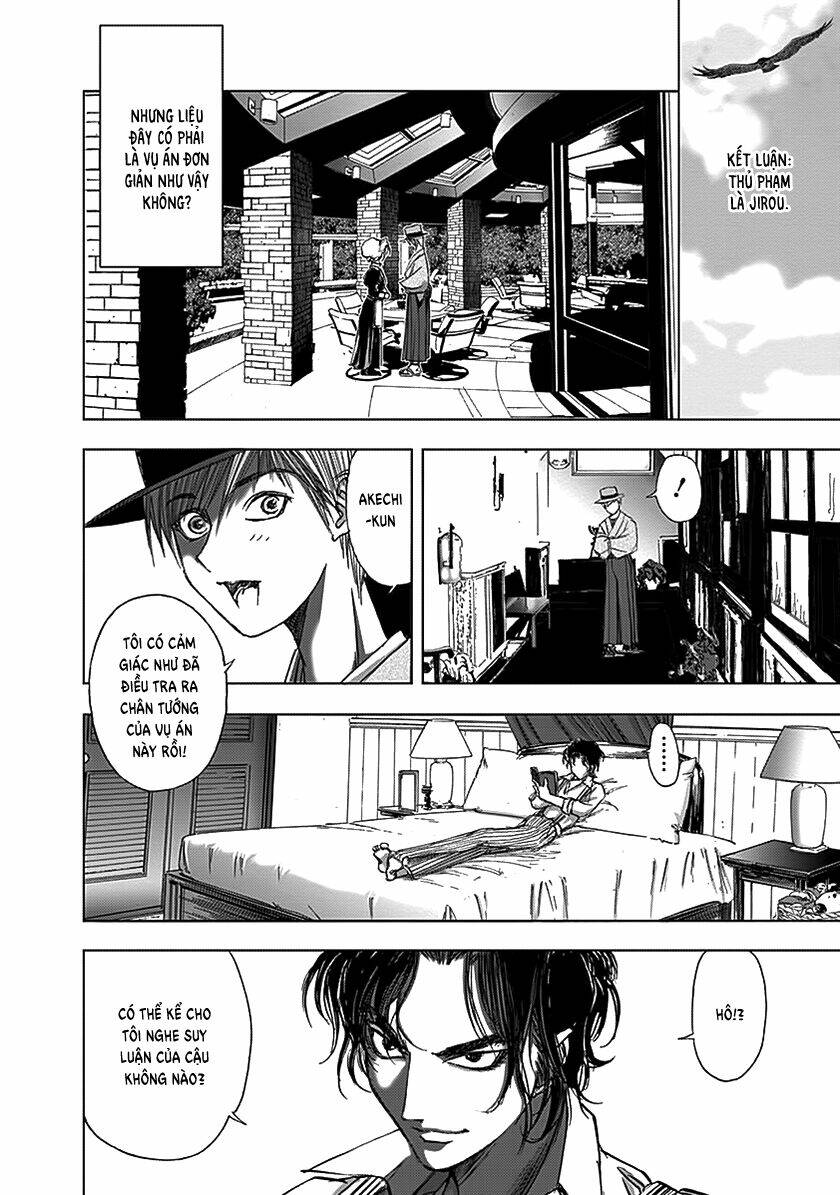 KẾT LUẬN:
THỦ PHẠM
LÀ JIROU.
NHƯNG LIỆU
ĐÂY CÓ PHẢI
LÀ VỤ ÁN ĐƠN
GIẢN NHƯ VẬY
KHÔNG?
!
AKECHI
-KUN
TÔI CÓ CẢM
GIÁC NHƯ ĐÃ
ĐIỀU TRA RA
CHÂN TƯỚNG
CỦA VỤ ÁN
NÀY RỒI!
......
HÔ!?
CÓ THỂ KỂ CHO
TÔI NGHE SUY
LUẬN CỦA CẬU
KHÔNG NÀO?